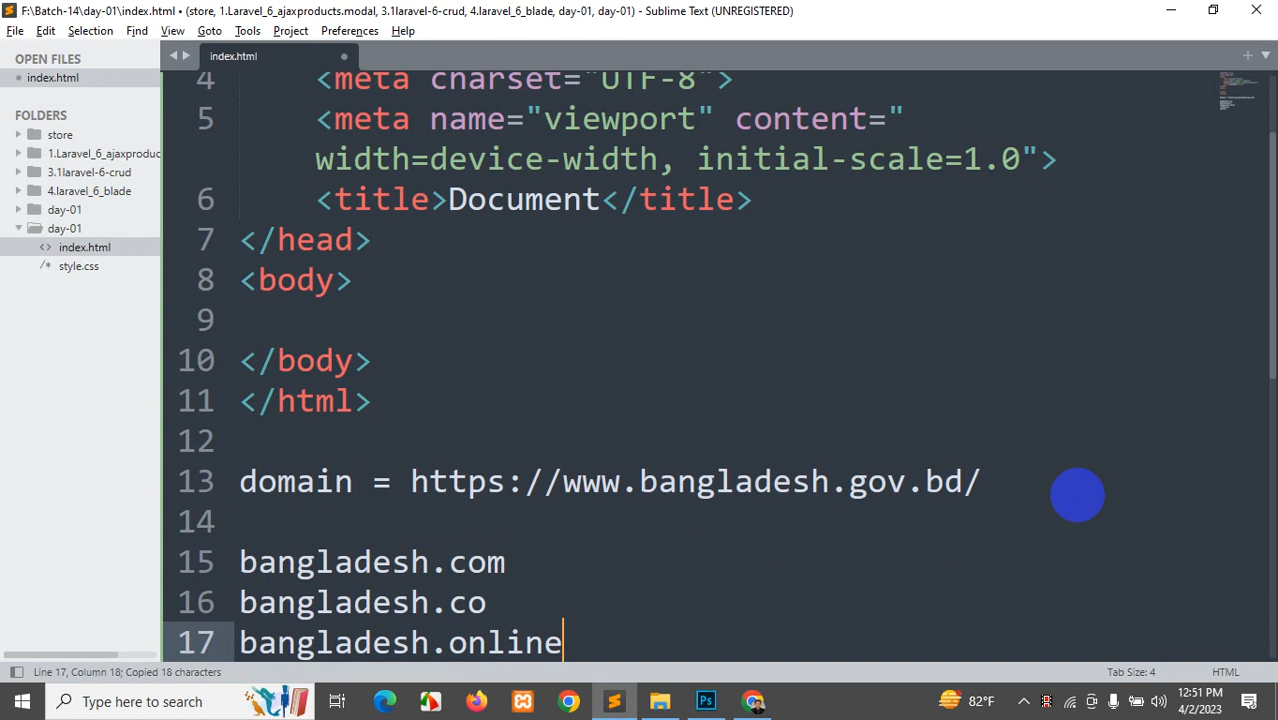 F:\Batch-14\day-01\index.html • (store, 1.Laravel_6_ajaxproducts.modal, 3.1laravel-6-crud, 4.laravel_6_blade, day-01, day-01) - Sublime Text (UNREGISTERED)
File Edit Selection Find View Goto Tools Project Preferences Help
OPEN FILES
index.html
FOLDERS
store
1.Laravel_6_ajaxproduc
3.1laravel-6-crud
4.laravel_6_blade
day-01
day-01
index.html
style.css
index.html
4 <meta charset="UTF-8">
5 <meta name="viewport" content="
width=device-width, initial-scale=1.0">
6 <title>Document</title>
7 </head>
8 <body>
9
10 </body>
11 </html>
12
13 domain = https://www.bangladesh.gov.bd/
14
15 bangladesh.com
16 bangladesh.co
17 bangladesh.online
Line 17, Column 18; Copied 18 characters
Tab Size: 4
HTML
Type here to search
82°F
12:51 PM
4/2/2023